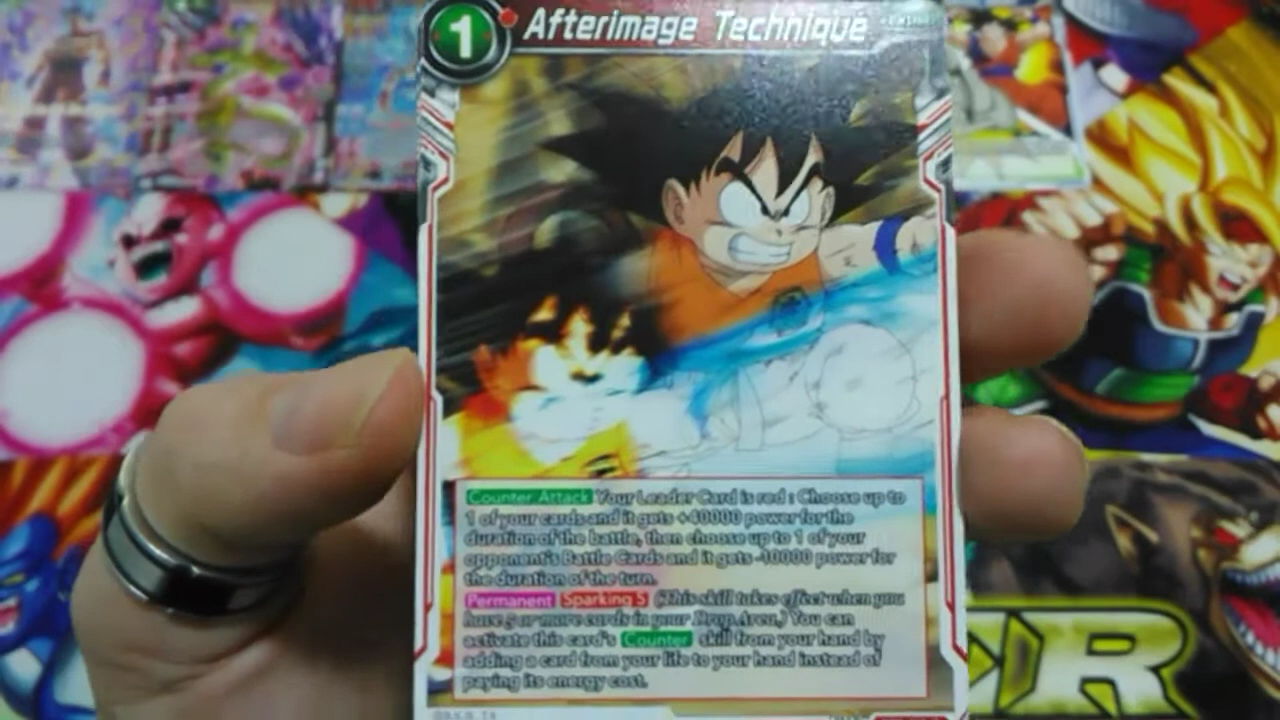 1
Afterimage Technique
Counter Attack Your Leader Card is red : Choose up to
1 of your cards and it gets +40000 power for the
duration of the battle, then choose up to 1 of your
opponent's Battle Cards and it gets -10000 power for
the duration of the turn.
Permanent Sparking 5 (This skill takes effect when you
have 5 or more cards in your Drop Area.) You can
activate this card's Counter skill from your hand by
adding a card from your life to your hand instead of
paying its energy cost.
R